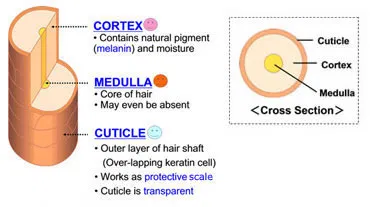 CORTEX
• Contains natural pigment
(melanin) and moisture
MEDULLA
• Core of hair
• May even be absent
CUTICLE
• Outer layer of hair shaft
(Over-lapping keratin cell)
• Works as protective scale
• Cuticle is transparent
Cuticle
Cortex
Medulla
＜Cross Section＞